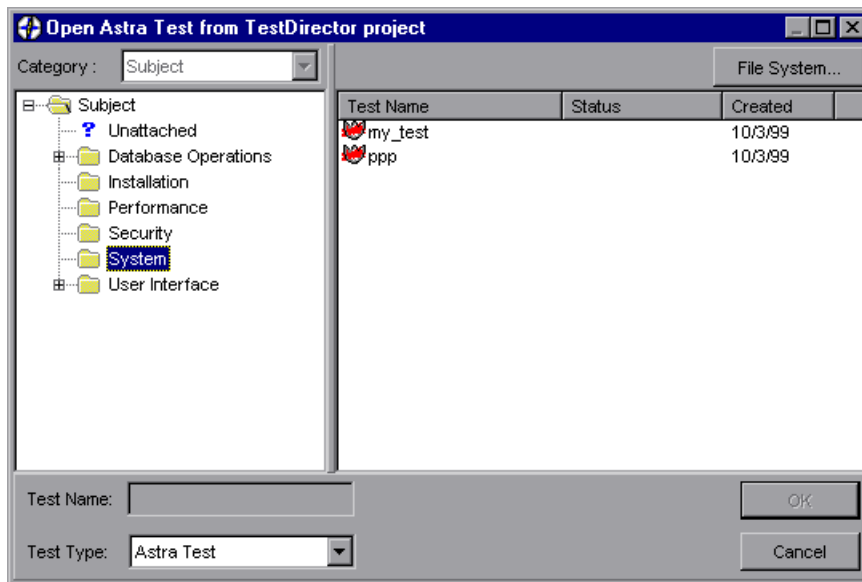 Open Astra Test from TestDirector project
Category :
Subject
File System...
Subject
Unattached
Database Operations
Installation
Performance
Security
System
User Interface
Test Name Status Created
my_test 10/3/99
ppp 10/3/99
Test Name:
OK
Test Type:
Astra Test
Cancel